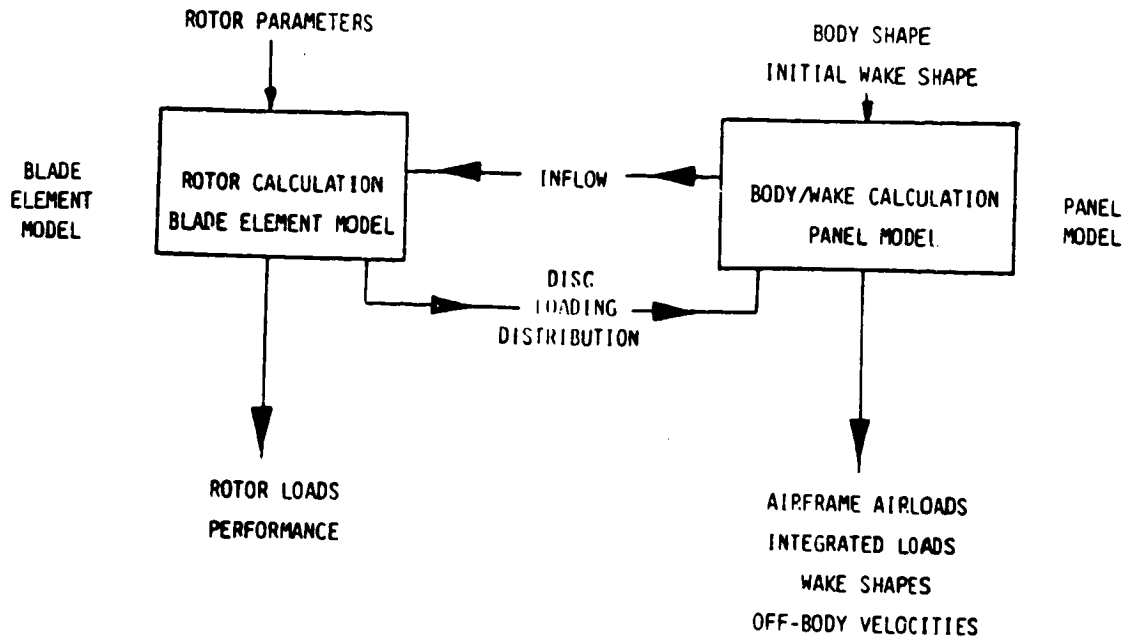 ROTOR PARAMETERS
BODY SHAPE
INITIAL WAKE SHAPE
BLADE
ELEMENT
MODEL
ROTOR CALCULATION
BLADE ELEMENT MODEL
INFLOW
BODY/WAKE CALCULATION
PANEL MODEL
PANEL
MODEL
DISC
LOADING
DISTRIBUTION
ROTOR LOADS
PERFORMANCE
AIRFRAME AIRLOADS
INTEGRATED LOADS
WAKE SHAPES
OFF-BODY VELOCITIES